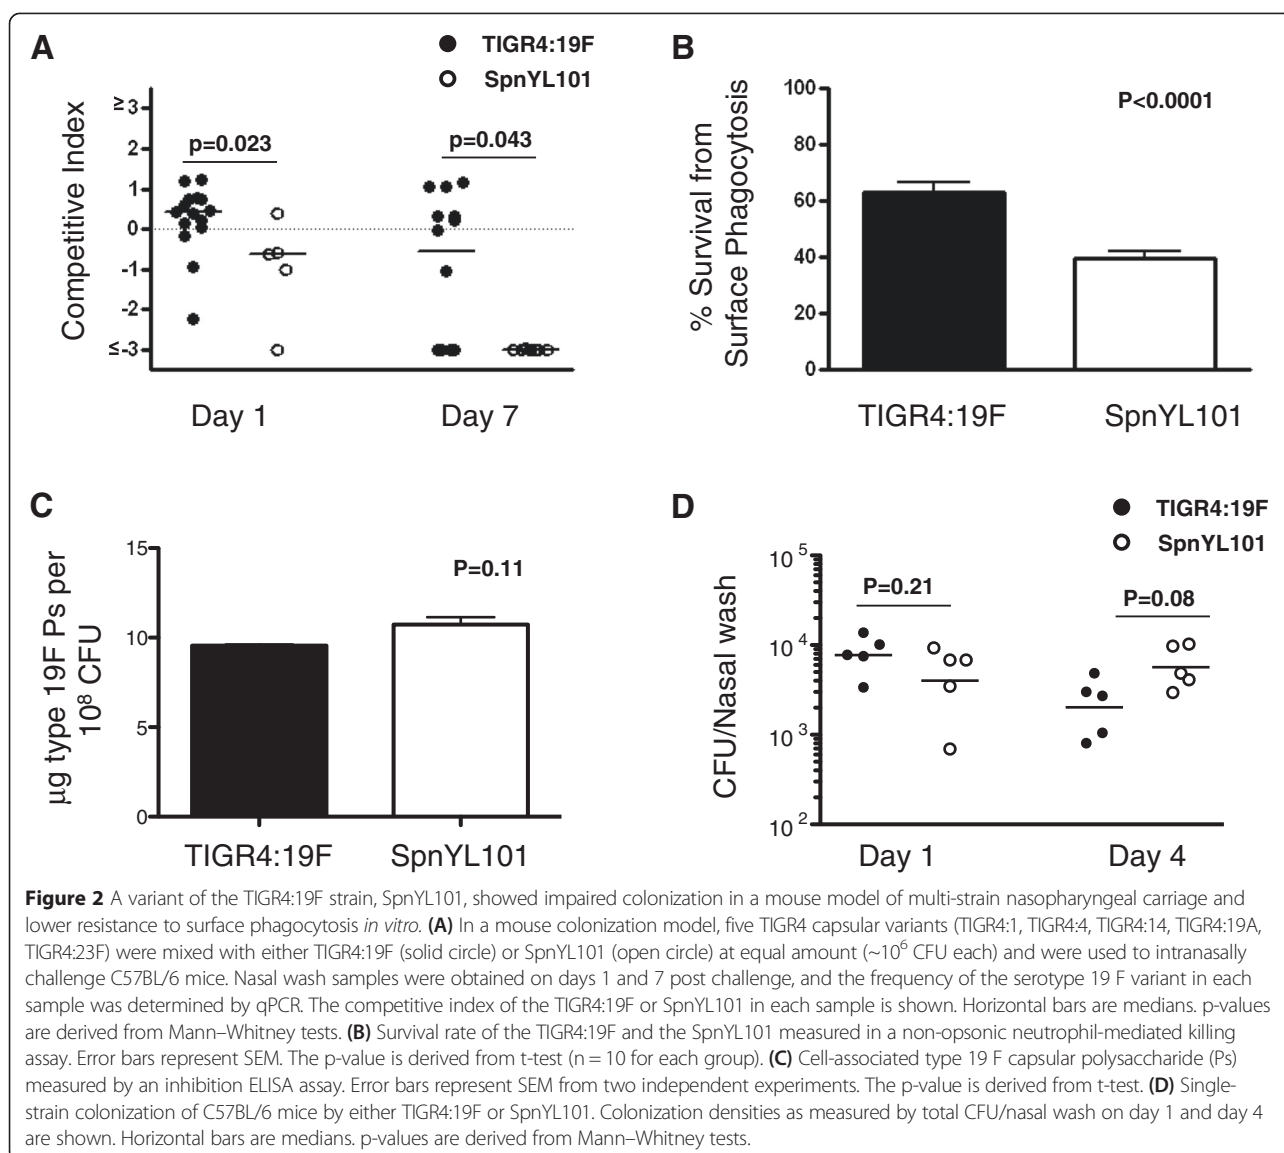 A
TIGR4:19F
SpnYL101
Competitive Index
≥3
2
1
0
-1
-2
≤-3
p=0.023
p=0.043
Day 1
Day 7
B
P<0.0001
% Survival from
Surface Phagocytosis
100
80
60
40
20
0
TIGR4:19F
SpnYL101
C
µg type 19F Ps per
10⁸ CFU
15
10
5
0
P=0.11
TIGR4:19F
SpnYL101
D
TIGR4:19F
SpnYL101
CFU/Nasal wash
10⁵
10⁴
10³
10²
P=0.21
P=0.08
Day 1
Day 4
Figure 2 A variant of the TIGR4:19F strain, SpnYL101, showed impaired colonization in a mouse model of multi-strain nasopharyngeal carriage and
lower resistance to surface phagocytosis in vitro. (A) In a mouse colonization model, five TIGR4 capsular variants (TIGR4:1, TIGR4:4, TIGR4:14, TIGR4:19A,
TIGR4:23F) were mixed with either TIGR4:19F (solid circle) or SpnYL101 (open circle) at equal amount (~10⁶ CFU each) and were used to intranasally
challenge C57BL/6 mice. Nasal wash samples were obtained on days 1 and 7 post challenge, and the frequency of the serotype 19 F variant in each
sample was determined by qPCR. The competitive index of the TIGR4:19F or SpnYL101 in each sample is shown. Horizontal bars are medians. p-values
are derived from Mann–Whitney tests. (B) Survival rate of the TIGR4:19F and the SpnYL101 measured in a non-opsonic neutrophil-mediated killing
assay. Error bars represent SEM. The p-value is derived from t-test (n = 10 for each group). (C) Cell-associated type 19 F capsular polysaccharide (Ps)
measured by an inhibition ELISA assay. Error bars represent SEM from two independent experiments. The p-value is derived from t-test. (D) Single-
strain colonization of C57BL/6 mice by either TIGR4:19F or SpnYL101. Colonization densities as measured by total CFU/nasal wash on day 1 and day 4
are shown. Horizontal bars are medians. p-values are derived from Mann–Whitney tests.